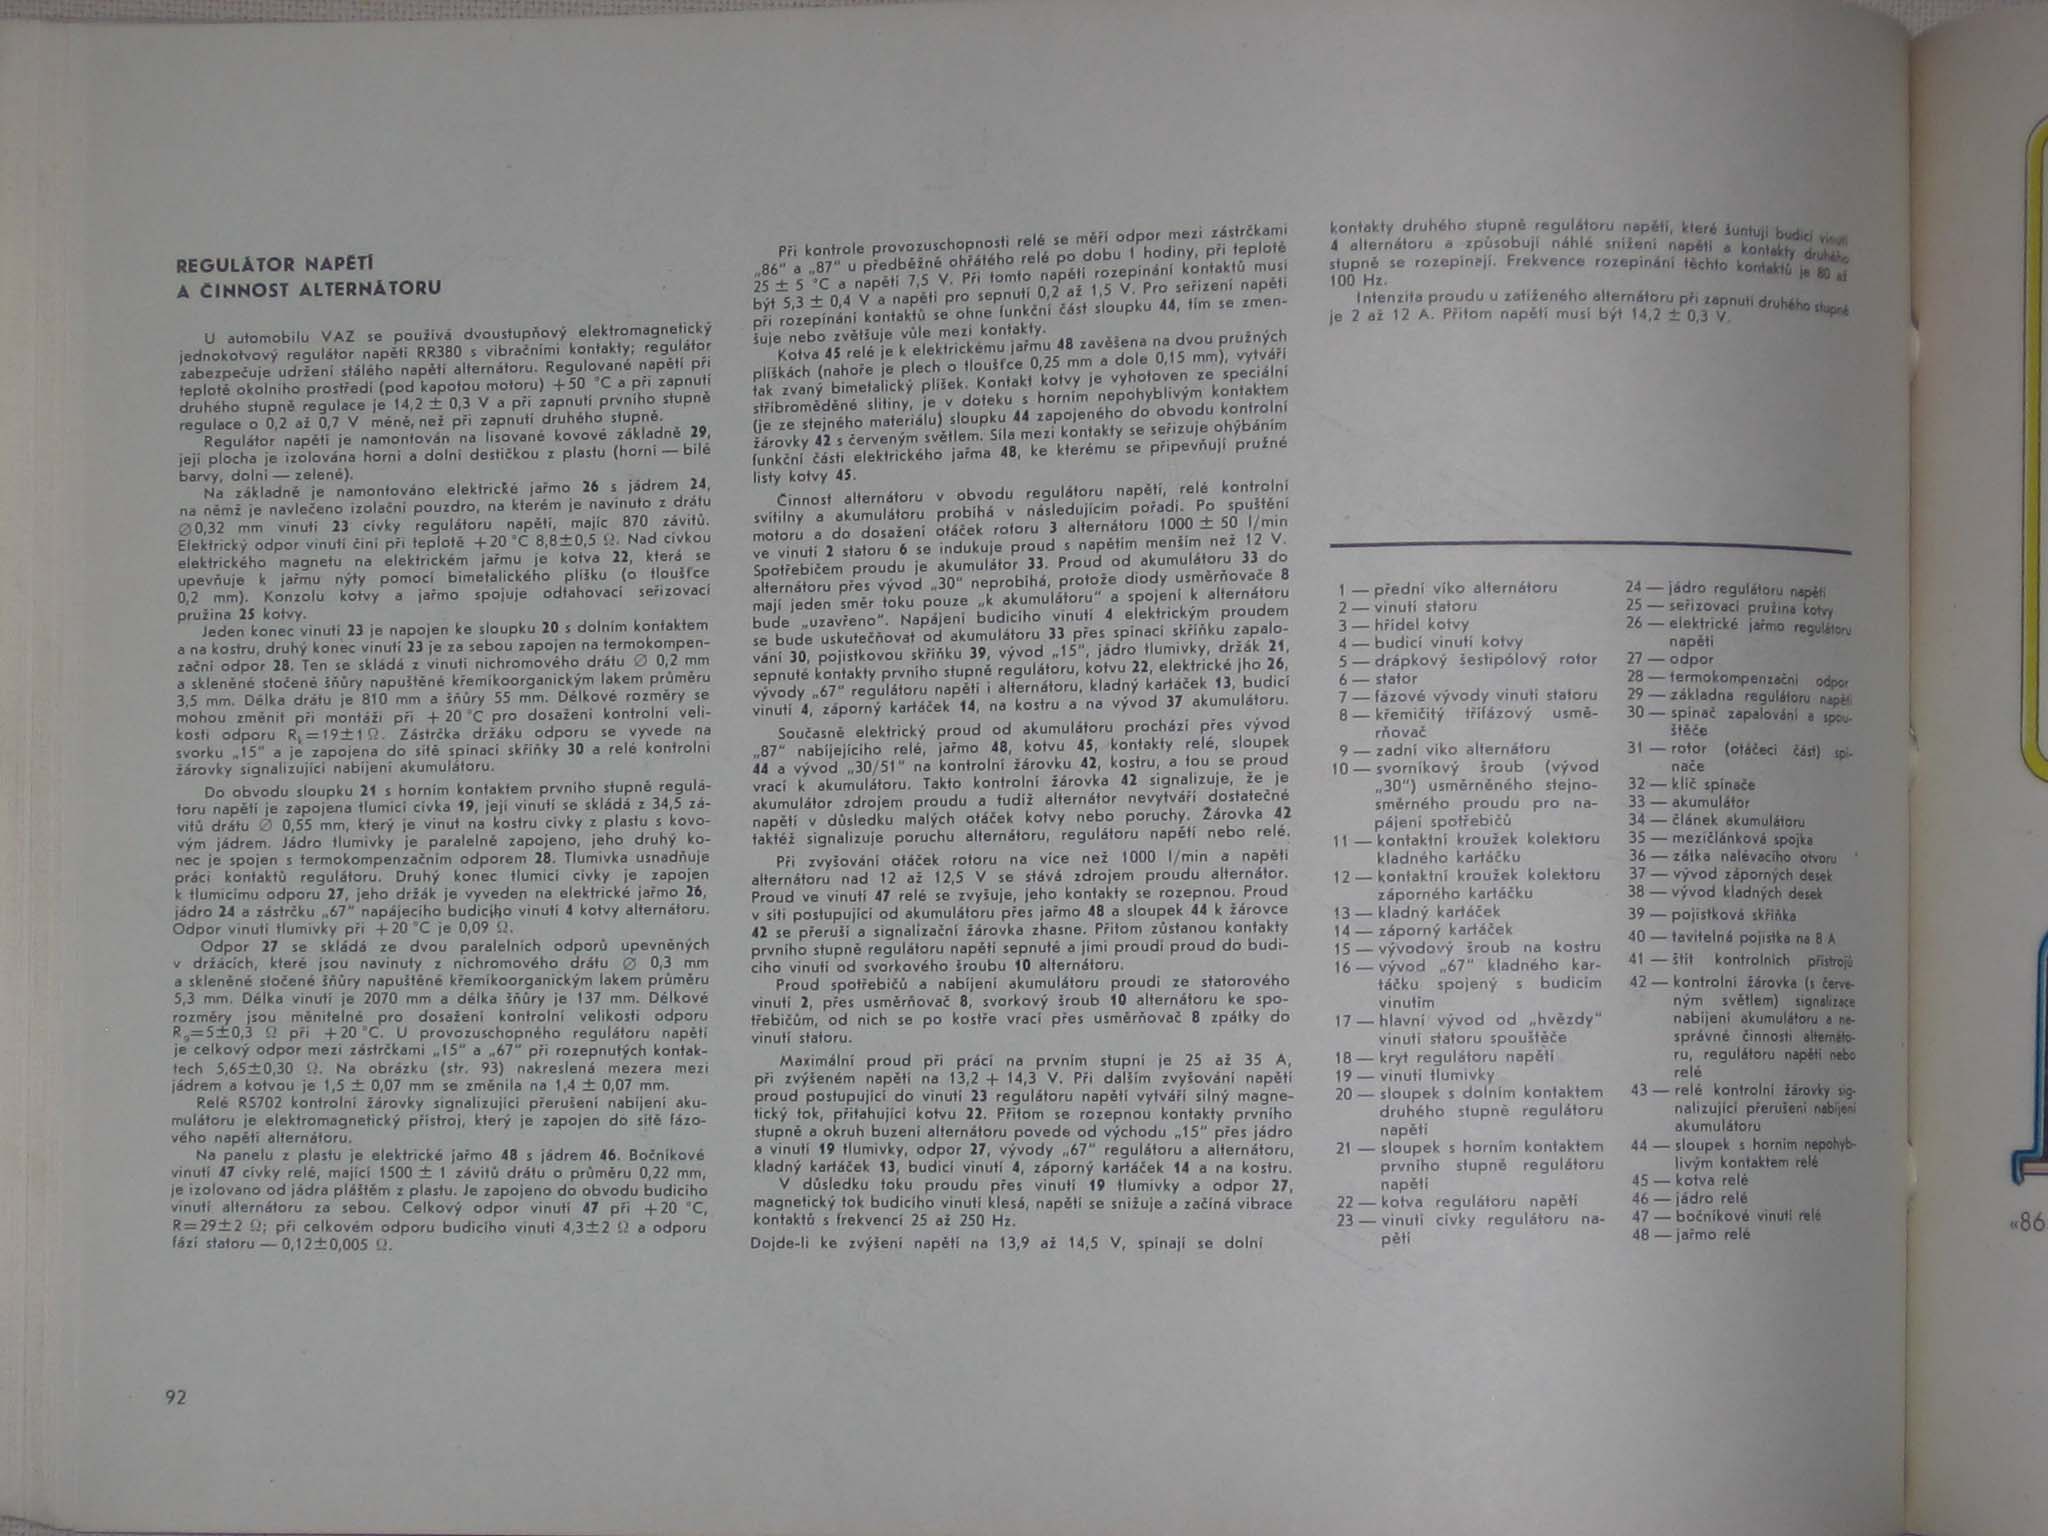 REGULÁTOR NAPĚTÍ
A ČINNOST ALTERNÁTORU
U automobilu VAZ se používá dvoustupňový elektromagnetický
jednokotvový regulátor napětí RR380 s vibračními kontakty; regulátor
zabezpečuje udržení stálého napětí alternátoru. Regulované napětí při
teplotě okolního prostředí (pod kapotou motoru) +50 °C a při zapnutí
druhého stupně regulace je 14,2 ± 0,3 V a při zapnutí prvního stupně
regulace o 0,2 až 0,7 V méně, než při zapnutí druhého stupně.
Regulátor napětí je namontován na lisované kovové základně 29,
její plocha je izolována horní a dolní destičkou z plastu (horní — bílé
barvy, dolní — zelené).
Na základně je namontováno elektrické jařmo 26 s jádrem 24,
na němž je navlečeno izolační pouzdro, na kterém je navinuto z drátu
∅0,32 mm vinutí 23 cívky regulátoru napětí, majíc 870 závitů.
Elektrický odpor vinutí činí při teplotě +20 °C 8,8±0,5 Ω. Nad cívkou
elektrického magnetu na elektrickém jařmu je kotva 22, která se
upevňuje k jařmu nýty pomocí bimetalického plíšku (o tloušťce
0,2 mm). Konzolu kotvy a jařmo spojuje odtahovací seřizovací
pružina 25 kotvy.
Jeden konec vinutí 23 je napojen ke sloupku 20 s dolním kontaktem
a na kostru, druhý konec vinutí 23 je za sebou zapojen na termokompen-
zační odpor 28. Ten se skládá z vinutí nichromového drátu ∅ 0,2 mm
a skleněné stočené šňůry napuštěné křemíkoorganickým lakem průměru
3,5 mm. Délka drátu je 810 mm a šňůry 55 mm. Délkové rozměry se
mohou změnit při montáži při +20 °C pro dosažení kontrolní veli-
kosti odporu Rₖ=19±1 Ω. Zástrčka držáku odporu se vyvede na
svorku „15" a je zapojena do sítě spínací skříňky 30 a relé kontrolní
žárovky signalizující nabíjení akumulátoru.
Do obvodu sloupku 21 s horním kontaktem prvního stupně regulá-
toru napětí je zapojena tlumicí cívka 19, její vinutí se skládá z 34,5 zá-
vitů drátu ∅ 0,55 mm, který je vinut na kostru cívky z plastu s kovo-
vým jádrem. Jádro tlumivky je paralelně zapojeno, jeho druhý ko-
nec je spojen s termokompenzačním odporem 28. Tlumivka usnadňuje
práci kontaktů regulátoru. Druhý konec tlumicí cívky je zapojen
k tlumicímu odporu 27, jeho držák je vyveden na elektrické jařmo 26,
jádro 24 a zástrčku „67" napájecího budicího vinutí 4 kotvy alternátoru.
Odpor vinutí tlumivky při +20 °C je 0,09 Ω.
Odpor 27 se skládá ze dvou paralelních odporů upevněných
v držácích, které jsou navinuty z nichromového drátu ∅ 0,3 mm
a skleněné stočené šňůry napuštěné křemíkoorganickým lakem průměru
5,3 mm. Délka vinutí je 2070 mm a délka šňůry je 137 mm. Délkové
rozměry jsou měnitelné pro dosažení kontrolní velikosti odporu
R₉=5±0,3 Ω při +20 °C. U provozuschopného regulátoru napětí
je celkový odpor mezi zástrčkami „15" a „67" při rozepnutých kontak-
tech 5,65±0,30 Ω. Na obrázku (str. 93) nakreslená mezera mezi
jádrem a kotvou je 1,5 ± 0,07 mm se změnila na 1,4 ± 0,07 mm.
Relé RS702 kontrolní žárovky signalizující přerušení nabíjení aku-
mulátoru je elektromagnetický přístroj, který je zapojen do sítě fázo-
vého napětí alternátoru.
Na panelu z plastu je elektrické jařmo 48 s jádrem 46. Bočníkové
vinutí 47 cívky relé, mající 1500 ± 1 závitů drátu o průměru 0,22 mm,
je izolováno od jádra pláštěm z plastu. Je zapojeno do obvodu budicího
vinutí alternátoru za sebou. Celkový odpor vinutí 47 při +20 °C,
R=29±2 Ω; při celkovém odporu budicího vinutí 4,3±2 Ω a odporu
fází statoru — 0,12±0,005 Ω.
92
Při kontrole provozuschopnosti relé se měří odpor mezi zástrčkami
„86" a „87" u předběžně ohřátého relé po dobu 1 hodiny, při teplotě
25 ± 5 °C a napětí 7,5 V. Při tomto napětí rozepínání kontaktů musí
být 5,3 ± 0,4 V a napětí pro sepnutí 0,2 až 1,5 V. Pro seřízení napětí
při rozepínání kontaktů se ohne funkční část sloupku 44, tím se zmen-
šuje nebo zvětšuje vůle mezi kontakty.
Kotva 45 relé je k elektrickému jařmu 48 zavěšena na dvou pružných
plíškách (nahoře je plech o tloušťce 0,25 mm a dole 0,15 mm), vytváří
tak zvaný bimetalický plíšek. Kontakt kotvy je vyhotoven ze speciální
stříbroměděné slitiny, je v doteku s horním nepohyblivým kontaktem
(je ze stejného materiálu) sloupku 44 zapojeného do obvodu kontrolní
žárovky 42 s červeným světlem. Síla mezi kontakty se seřizuje ohýbáním
funkční části elektrického jařma 48, ke kterému se připevňují pružné
listy kotvy 45.
Činnost alternátoru v obvodu regulátoru napětí, relé kontrolní
svítilny a akumulátoru probíhá v následujícím pořadí. Po spuštění
motoru a do dosažení otáček rotoru 3 alternátoru 1000 ± 50 l/min
ve vinutí 2 statoru 6 se indukuje proud s napětím menším než 12 V.
Spotřebičem proudu je akumulátor 33. Proud od akumulátoru 33 do
alternátoru přes vývod „30" neprobíhá, protože diody usměrňovače 8
mají jeden směr toku pouze „k akumulátoru" a spojení k alternátoru
bude „uzavřeno". Napájení budicího vinutí 4 elektrickým proudem
se bude uskutečňovat od akumulátoru 33 přes spínací skříňku zapalo-
vání 30, pojistkovou skříňku 39, vývod „15", jádro tlumivky, držák 21,
sepnuté kontakty prvního stupně regulátoru, kotvu 22, elektrické jho 26,
vývody „67" regulátoru napětí i alternátoru, kladný kartáček 13, budicí
vinutí 4, záporný kartáček 14, na kostru a na vývod 37 akumulátoru.
Současně elektrický proud od akumulátoru prochází přes vývod
„87" nabíjejícího relé, jařmo 48, kotvu 45, kontakty relé, sloupek
44 a vývod „30/51" na kontrolní žárovku 42, kostru, a tou se proud
vrací k akumulátoru. Takto kontrolní žárovka 42 signalizuje, že je
akumulátor zdrojem proudu a tudíž alternátor nevytváří dostatečné
napětí v důsledku malých otáček kotvy nebo poruchy. Žárovka 42
taktéž signalizuje poruchu alternátoru, regulátoru napětí nebo relé.
Při zvyšování otáček rotoru na více než 1000 l/min a napětí
alternátoru nad 12 až 12,5 V se stává zdrojem proudu alternátor.
Proud ve vinutí 47 relé se zvyšuje, jeho kontakty se rozepnou. Proud
v síti postupující od akumulátoru přes jařmo 48 a sloupek 44 k žárovce
42 se přeruší a signalizační žárovka zhasne. Přitom zůstanou kontakty
prvního stupně regulátoru napětí sepnuté a jimi proudí proud do budi-
cího vinutí od svorkového šroubu 10 alternátoru.
Proud spotřebičů a nabíjení akumulátoru proudí ze statorového
vinutí 2, přes usměrňovač 8, svorkový šroub 10 alternátoru ke spo-
třebičům, od nich se po kostře vrací přes usměrňovač 8 zpátky do
vinutí statoru.
Maximální proud při práci na prvním stupni je 25 až 35 A,
při zvýšeném napětí na 13,2 + 14,3 V. Při dalším zvyšování napětí
proud postupující do vinutí 23 regulátoru napětí vytváří silný magne-
tický tok, přitahující kotvu 22. Přitom se rozepnou kontakty prvního
stupně a okruh buzení alternátoru povede od východu „15" přes jádro
a vinutí 19 tlumivky, odpor 27, vývody „67" regulátoru a alternátoru,
kladný kartáček 13, budicí vinutí 4, záporný kartáček 14 a na kostru.
V důsledku toku proudu přes vinutí 19 tlumivky a odpor 27,
magnetický tok budicího vinutí klesá, napětí se snižuje a začíná vibrace
kontaktů s frekvencí 25 až 250 Hz.
Dojde-li ke zvýšení napětí na 13,9 až 14,5 V, spínají se dolní
kontakty druhého stupně regulátoru napětí, které šuntují budicí vinutí
4 alternátoru a způsobují náhlé snížení napětí a kontakty druhého
stupně se rozepínají. Frekvence rozepínání těchto kontaktů je 80 až
100 Hz.
Intenzita proudu u zatíženého alternátoru při zapnutí druhého stupně
je 2 až 12 A. Přitom napětí musí být 14,2 ± 0,3 V.
1 — přední víko alternátoru
2 — vinutí statoru
3 — hřídel kotvy
4 — budicí vinutí kotvy
5 — drápkový šestipólový rotor
6 — stator
7 — fázové vývody vinutí statoru
8 — křemičitý třífázový usmě-
rňovač
9 — zadní víko alternátoru
10 — svorníkový šroub (vývod
„30") usměrněného stejno-
směrného proudu pro na-
pájení spotřebičů
11 — kontaktní kroužek kolektoru
kladného kartáčku
12 — kontaktní kroužek kolektoru
záporného kartáčku
13 — kladný kartáček
14 — záporný kartáček
15 — vývodový šroub na kostru
16 — vývod „67" kladného kar-
táčku spojený s budicím
vinutím
17 — hlavní vývod od „hvězdy"
vinutí statoru spouštěče
18 — kryt regulátoru napětí
19 — vinutí tlumivky
20 — sloupek s dolním kontaktem
druhého stupně regulátoru
napětí
21 — sloupek s horním kontaktem
prvního stupně regulátoru
napětí
22 — kotva regulátoru napětí
23 — vinutí cívky regulátoru na-
pětí
24 — jádro regulátoru napětí
25 — seřizovací pružina kotvy
26 — elektrické jařmo regulátoru
napětí
27 — odpor
28 — termokompenzační odpor
29 — základna regulátoru napětí
30 — spínač zapalování a spou-
štěče
31 — rotor (otáčecí část) spí-
nače
32 — klíč spínače
33 — akumulátor
34 — článek akumulátoru
35 — mezičlánková spojka
36 — zátka nalévacího otvoru
37 — vývod záporných desek
38 — vývod kladných desek
39 — pojistková skříňka
40 — tavitelná pojistka na 8 A
41 — štít kontrolních přístrojů
42 — kontrolní žárovka (s červe-
ným světlem) signalizace
nabíjení akumulátoru a ne-
správné činnosti alternáto-
ru, regulátoru napětí nebo
relé
43 — relé kontrolní žárovky sig-
nalizující přerušení nabíjení
akumulátoru
44 — sloupek s horním nepohyb-
livým kontaktem relé
45 — kotva relé
46 — jádro relé
47 — bočníkové vinutí relé
48 — jařmo relé
«86